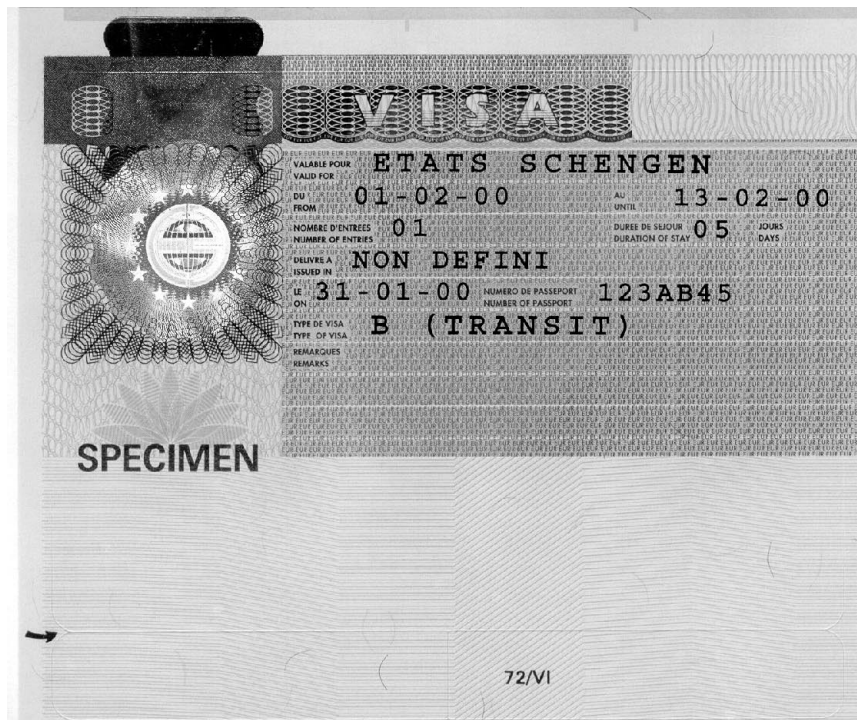 VISA
VALABLE POUR ETATS SCHENGEN
VALID FOR
DU 01-02-00 AU 13-02-00
FROM UNTIL
NOMBRE D'ENTREES 01 DUREE DE SEJOUR 05 JOURS
NUMBER OF ENTRIES DURATION OF STAY DAYS
DELIVRE A NON DEFINI
ISSUED IN
LE 31-01-00 NUMERO DE PASSEPORT 123AB45
ON NUMBER OF PASSPORT
TYPE DE VISA B (TRANSIT)
TYPE OF VISA
REMARQUES
REMARKS
SPECIMEN
72/VI